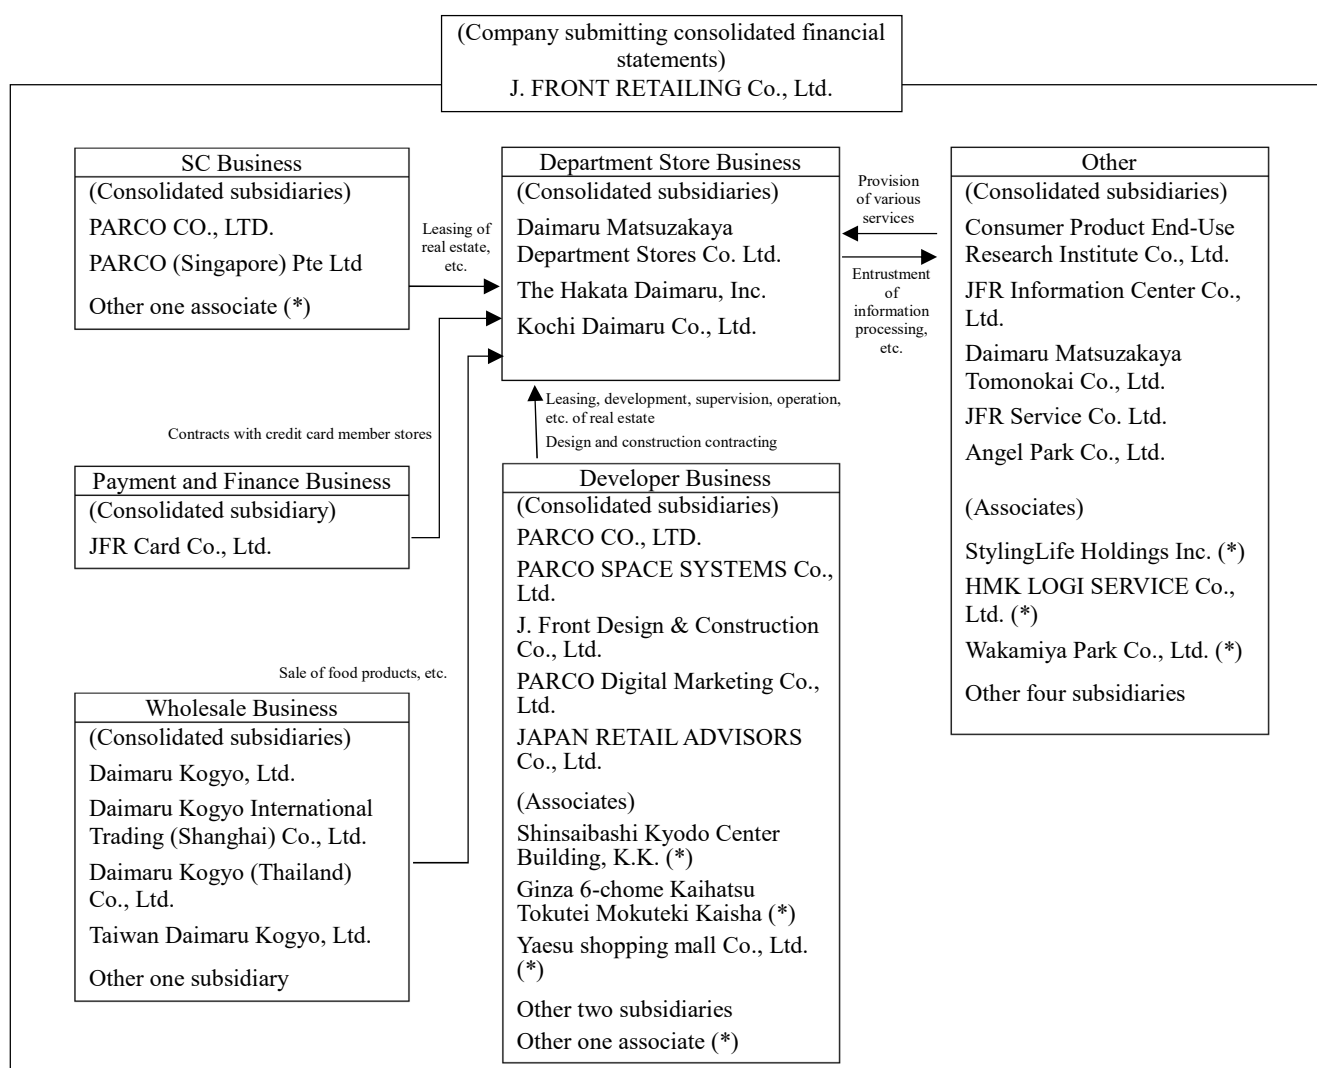 (Company submitting consolidated financial
statements)
J. FRONT RETAILING Co., Ltd.
SC Business
(Consolidated subsidiaries)
PARCO CO., LTD.
PARCO (Singapore) Pte Ltd
Other one associate (*)
Leasing of
real estate,
etc.
Department Store Business
(Consolidated subsidiaries)
Daimaru Matsuzakaya
Department Stores Co. Ltd.
The Hakata Daimaru, Inc.
Kochi Daimaru Co., Ltd.
Provision
of various
services
Entrustment
of
information
processing,
etc.
Other
(Consolidated subsidiaries)
Consumer Product End-Use
Research Institute Co., Ltd.
JFR Information Center Co.,
Ltd.
Daimaru Matsuzakaya
Tomonokai Co., Ltd.
JFR Service Co. Ltd.
Angel Park Co., Ltd.
(Associates)
StylingLife Holdings Inc. (*)
HMK LOGI SERVICE Co.,
Ltd. (*)
Wakamiya Park Co., Ltd. (*)
Other four subsidiaries
Contracts with credit card member stores
Payment and Finance Business
(Consolidated subsidiary)
JFR Card Co., Ltd.
Leasing, development, supervision, operation,
etc. of real estate
Design and construction contracting
Developer Business
(Consolidated subsidiaries)
PARCO CO., LTD.
PARCO SPACE SYSTEMS Co.,
Ltd.
J. Front Design & Construction
Co., Ltd.
PARCO Digital Marketing Co.,
Ltd.
JAPAN RETAIL ADVISORS
Co., Ltd.
(Associates)
Shinsaibashi Kyodo Center
Building, K.K. (*)
Ginza 6-chome Kaihatsu
Tokutei Mokuteki Kaisha (*)
Yaesu shopping mall Co., Ltd.
(*)
Other two subsidiaries
Other one associate (*)
Sale of food products, etc.
Wholesale Business
(Consolidated subsidiaries)
Daimaru Kogyo, Ltd.
Daimaru Kogyo International
Trading (Shanghai) Co., Ltd.
Daimaru Kogyo (Thailand)
Co., Ltd.
Taiwan Daimaru Kogyo, Ltd.
Other one subsidiary